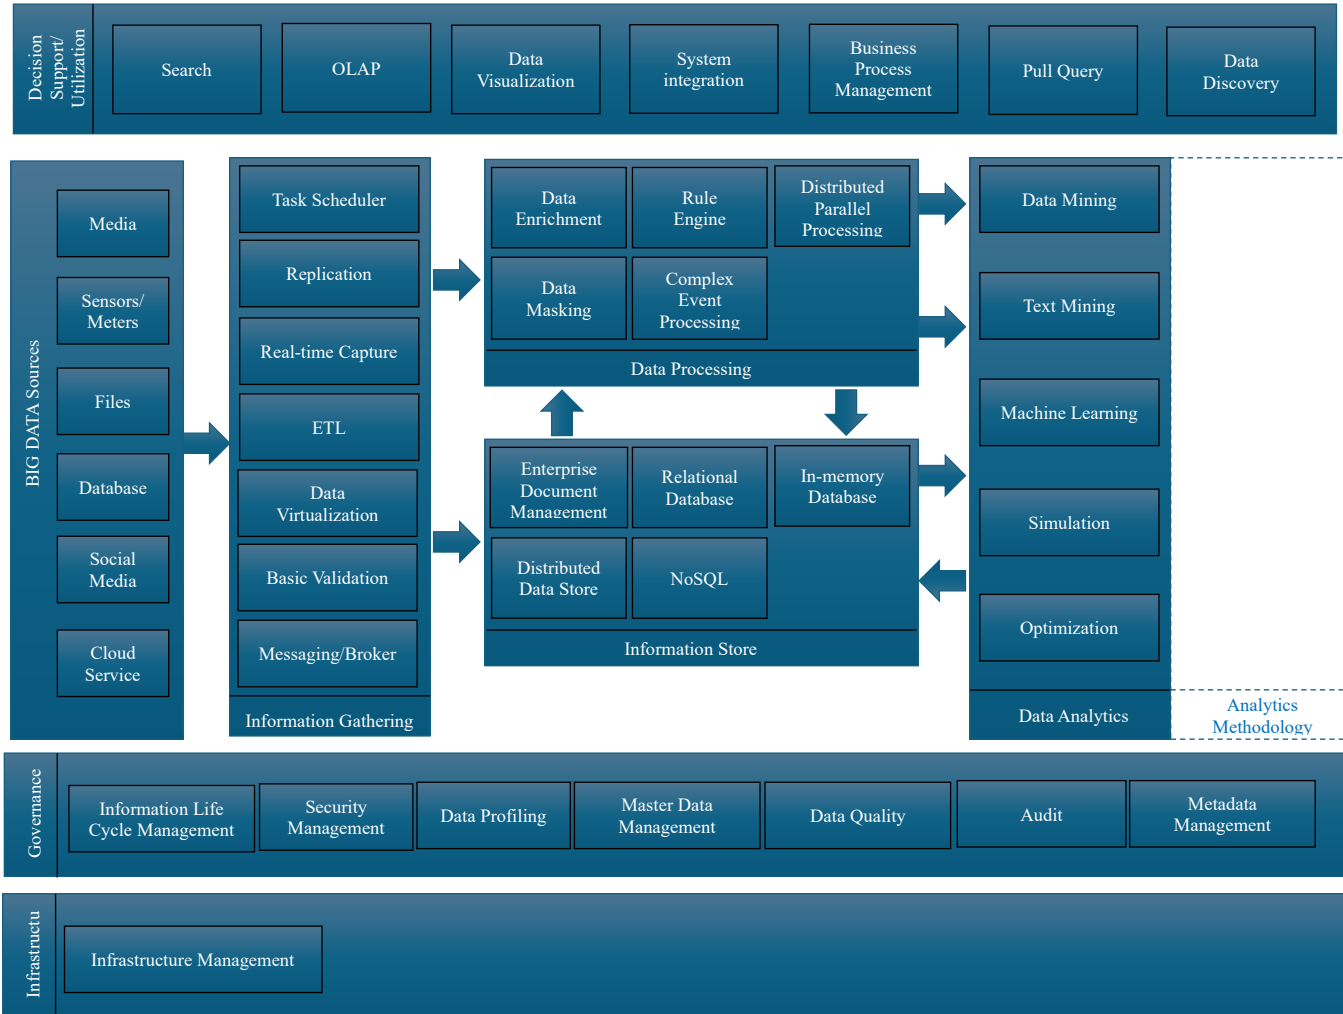 Decision
Support/
Utilization
Search
OLAP
Data
Visualization
System
integration
Business
Process
Management
Pull Query
Data
Discovery
BIG DATA Sources
Media
Sensors/
Meters
Files
Database
Social
Media
Cloud
Service
Task Scheduler
Replication
Real-time Capture
ETL
Data
Virtualization
Basic Validation
Messaging/Broker
Information Gathering
Data
Enrichment
Rule
Engine
Distributed
Parallel
Processing
Data
Masking
Complex
Event
Processing
Data Processing
Enterprise
Document
Management
Relational
Database
In-memory
Database
Distributed
Data Store
NoSQL
Information Store
Data Mining
Text Mining
Machine Learning
Simulation
Optimization
Data Analytics
Analytics
Methodology
Governance
Information Life
Cycle Management
Security
Management
Data Profiling
Master Data
Management
Data Quality
Audit
Metadata
Management
Infrastructu
Infrastructure Management